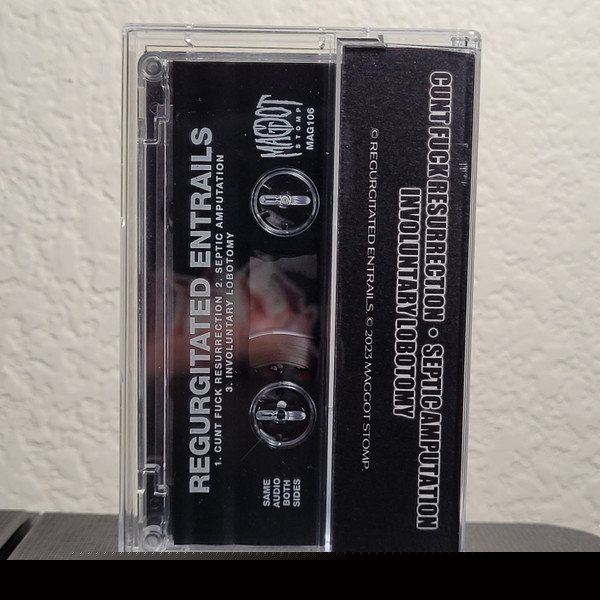 REGURGITATED ENTRAILS
1. CUNT FUCK RESURRECTION 2. SEPTIC AMPUTATION
3. INVOLUNTARY LOBOTOMY
MAGGOT
STOMP
MAG106
SAME
AUDIO
BOTH
SIDES
CUNT FUCK RESURRECTION • SEPTIC AMPUTATION
INVOLUNTARY LOBOTOMY
© REGURGITATED ENTRAILS. © 2023 MAGGOT STOMP.